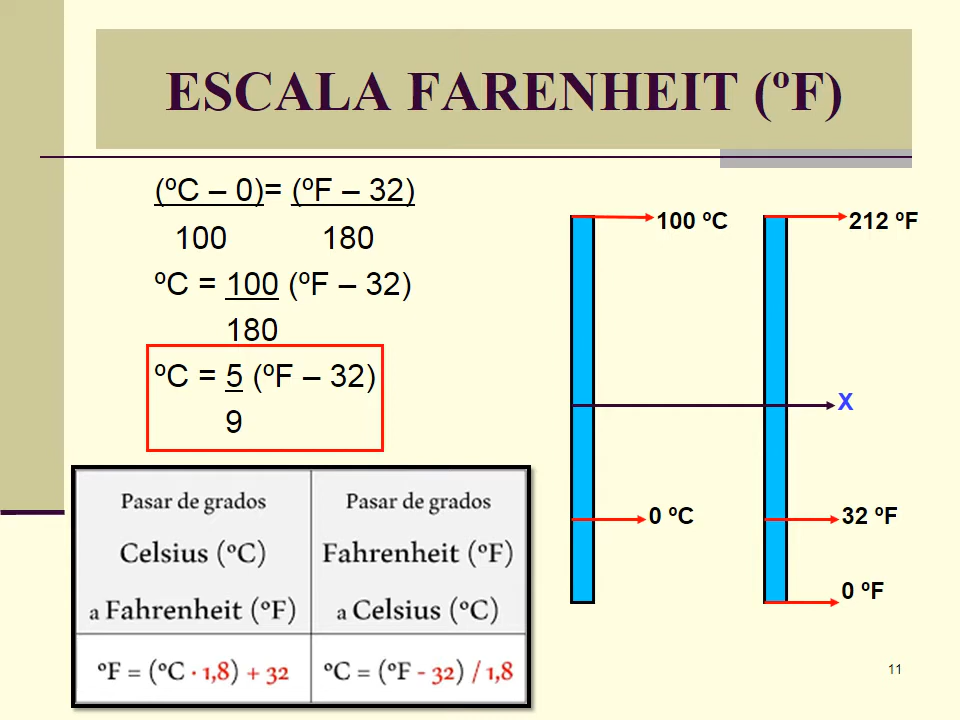 ESCALA FARENHEIT (ºF)
(ºC – 0)= (ºF – 32)
100 180
ºC = 100 (ºF – 32)
180
ºC = 5 (ºF – 32)
9
Pasar de grados
Celsius (ºC)
a Fahrenheit (ºF)
ºF = (ºC · 1,8) + 32
Pasar de grados
Fahrenheit (ºF)
a Celsius (ºC)
ºC = (ºF - 32) / 1,8
100 ºC
212 ºF
X
0 ºC
32 ºF
0 ºF
11